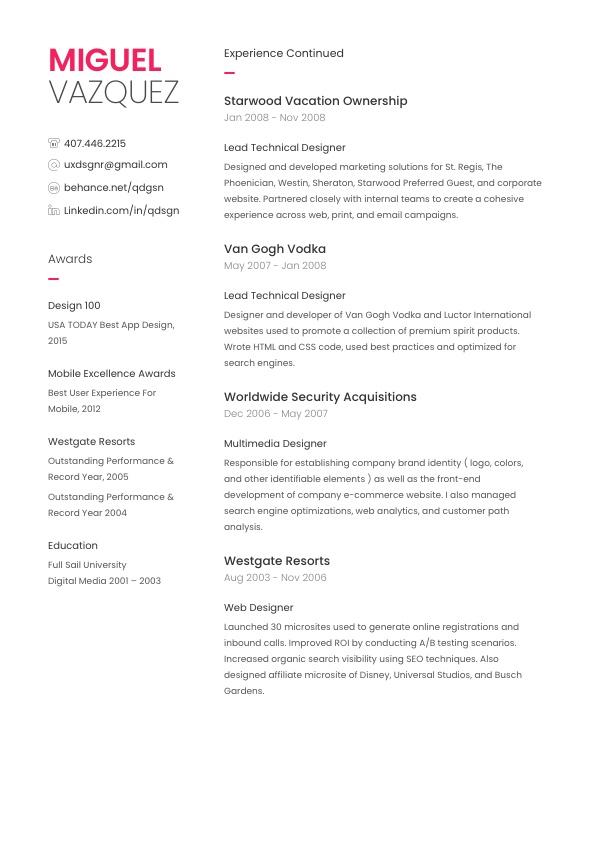 MIGUEL
VAZQUEZ
407.446.2215
uxdsgnr@gmail.com
behance.net/qdgsn
Linkedin.com/in/qdsgn
Awards
Design 100
USA TODAY Best App Design,
2015
Mobile Excellence Awards
Best User Experience For
Mobile, 2012
Westgate Resorts
Outstanding Performance &
Record Year, 2005
Outstanding Performance &
Record Year 2004
Education
Full Sail University
Digital Media 2001 – 2003
Experience Continued
Starwood Vacation Ownership
Jan 2008 - Nov 2008
Lead Technical Designer
Designed and developed marketing solutions for St. Regis, The
Phoenician, Westin, Sheraton, Starwood Preferred Guest, and corporate
website. Partnered closely with internal teams to create a cohesive
experience across web, print, and email campaigns.
Van Gogh Vodka
May 2007 - Jan 2008
Lead Technical Designer
Designer and developer of Van Gogh Vodka and Luctor International
websites used to promote a collection of premium spirit products.
Wrote HTML and CSS code, used best practices and optimized for
search engines.
Worldwide Security Acquisitions
Dec 2006 - May 2007
Multimedia Designer
Responsible for establishing company brand identity ( logo, colors,
and other identifiable elements ) as well as the front-end
development of company e-commerce website. I also managed
search engine optimizations, web analytics, and customer path
analysis.
Westgate Resorts
Aug 2003 - Nov 2006
Web Designer
Launched 30 microsites used to generate online registrations and
inbound calls. Improved ROI by conducting A/B testing scenarios.
Increased organic search visibility using SEO techniques. Also
designed affiliate microsite of Disney, Universal Studios, and Busch
Gardens.